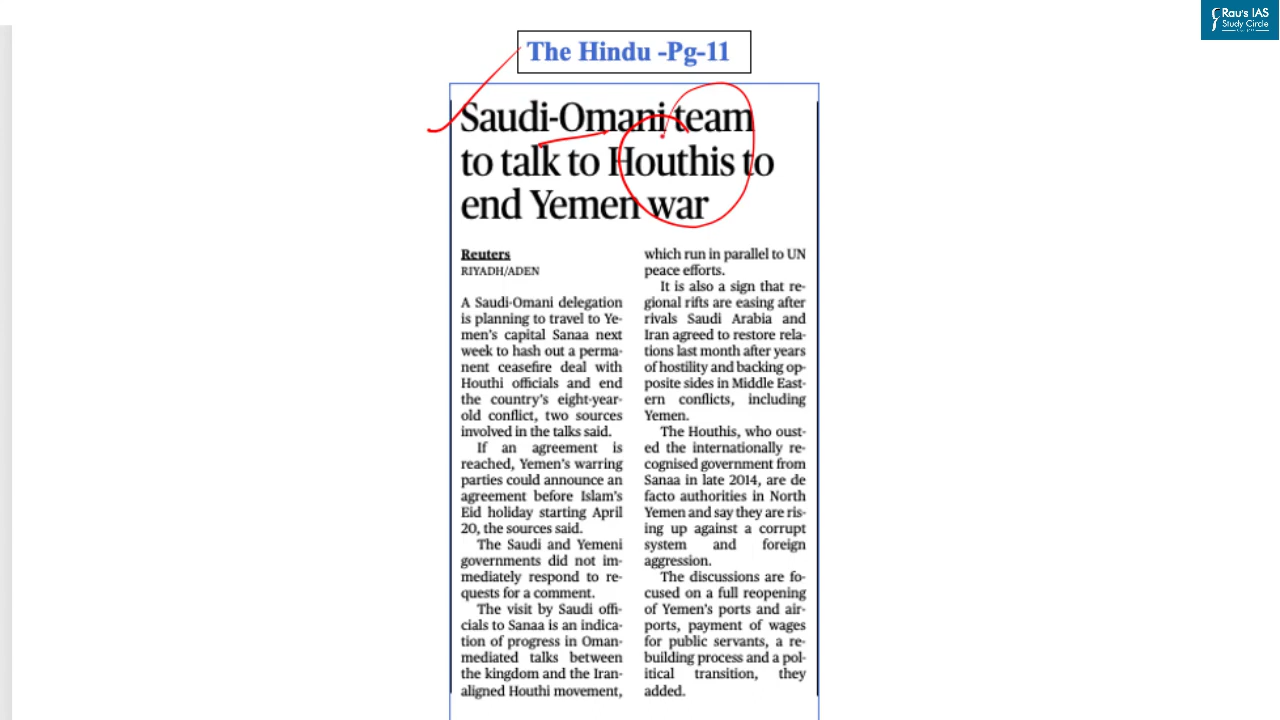 Rau's IAS
Study Circle
The Hindu -Pg-11
Saudi-Omani team
to talk to Houthis to
end Yemen war
Reuters
RIYADH/ADEN
A Saudi-Omani delegation
is planning to travel to Ye-
men's capital Sanaa next
week to hash out a perma-
nent ceasefire deal with
Houthi officials and end
the country's eight-year-
old conflict, two sources
involved in the talks said.
If an agreement is
reached, Yemen's warring
parties could announce an
agreement before Islam's
Eid holiday starting April
20, the sources said.
The Saudi and Yemeni
governments did not im-
mediately respond to re-
quests for a comment.
The visit by Saudi offi-
cials to Sanaa is an indica-
tion of progress in Oman-
mediated talks between
the kingdom and the Iran-
aligned Houthi movement,
which run in parallel to UN
peace efforts.
It is also a sign that re-
gional rifts are easing after
rivals Saudi Arabia and
Iran agreed to restore rela-
tions last month after years
of hostility and backing op-
posite sides in Middle East-
ern conflicts, including
Yemen.
The Houthis, who oust-
ed the internationally re-
cognised government from
Sanaa in late 2014, are de
facto authorities in North
Yemen and say they are ris-
ing up against a corrupt
system and foreign
aggression.
The discussions are fo-
cused on a full reopening
of Yemen's ports and air-
ports, payment of wages
for public servants, a re-
building process and a pol-
itical transition, they
added.